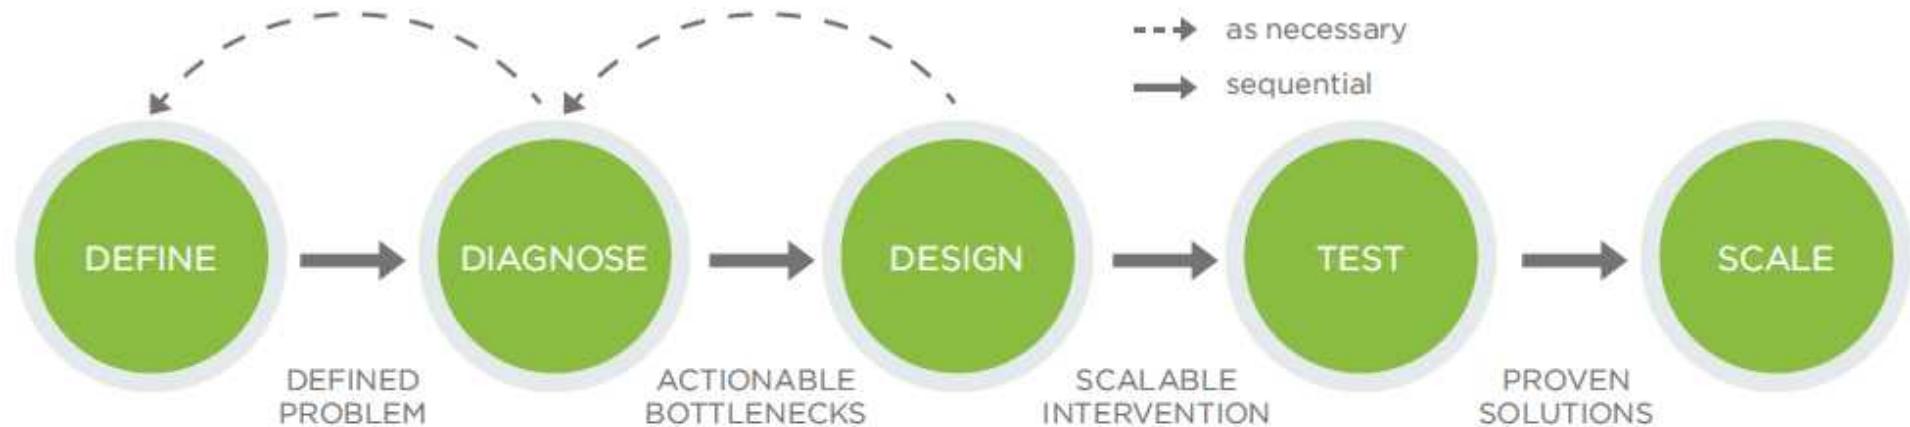 as necessary
sequential
DEFINE
DIAGNOSE
DESIGN
TEST
SCALE
DEFINED
PROBLEM
ACTIONABLE
BOTTLENECKS
SCALABLE
INTERVENTION
PROVEN
SOLUTIONS